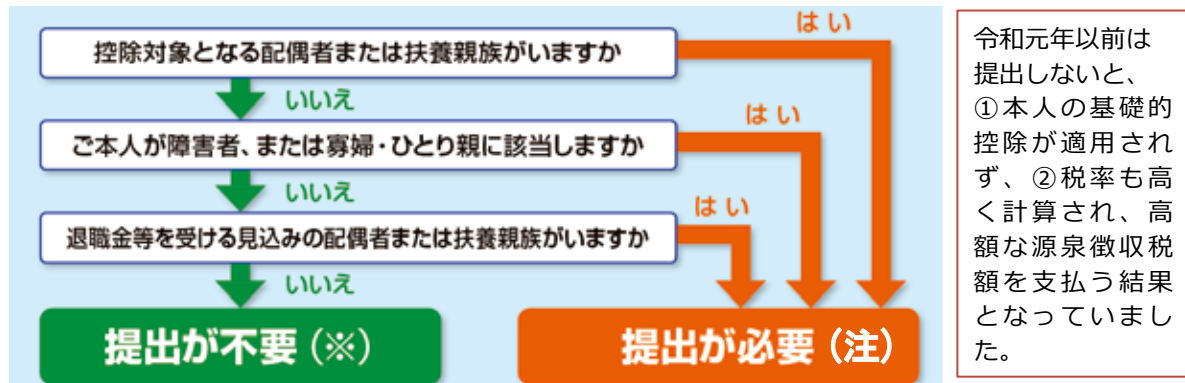 控除対象となる配偶者または扶養親族がいますか
はい
いいえ
ご本人が障害者、または寡婦・ひとり親に該当しますか
はい
いいえ
退職金等を受ける見込みの配偶者または扶養親族がいますか
はい
いいえ
提出が不要(※)
提出が必要(注)
令和元年以前は
提出しないと、
①本人の基礎的
控除が適用され
ず、②税率も高
く計算され、高
額な源泉徴収税
額を支払う結果
となっていまし
た。